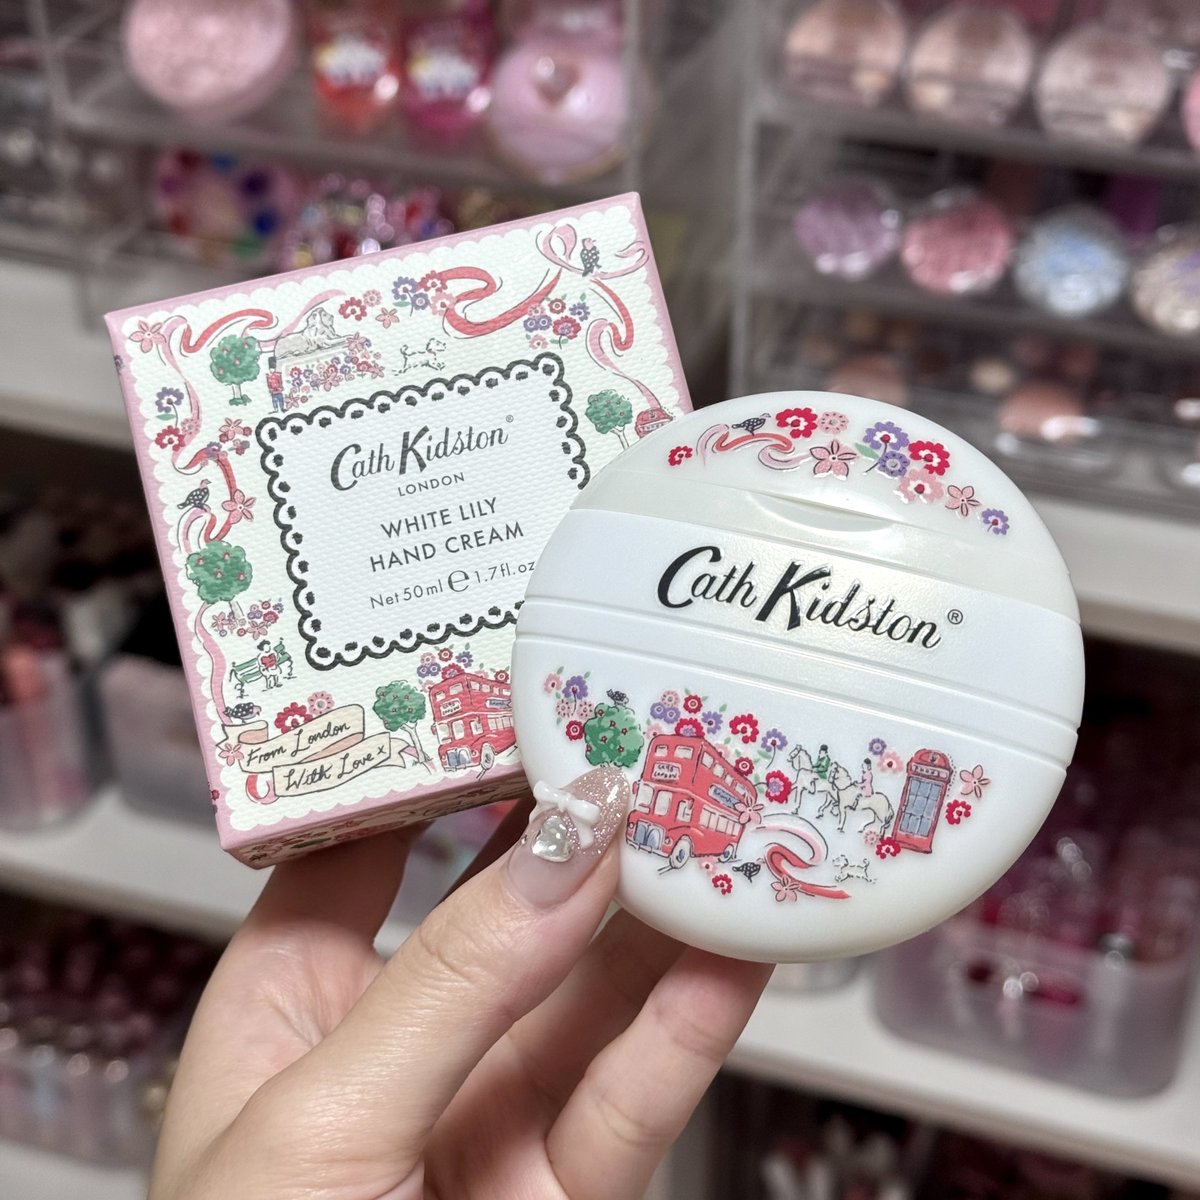 Cath Kidston®
LONDON
WHITE LILY
HAND CREAM
Net 50ml ℮ 1.7fl.oz
From London
With Love x
Cath Kidston®